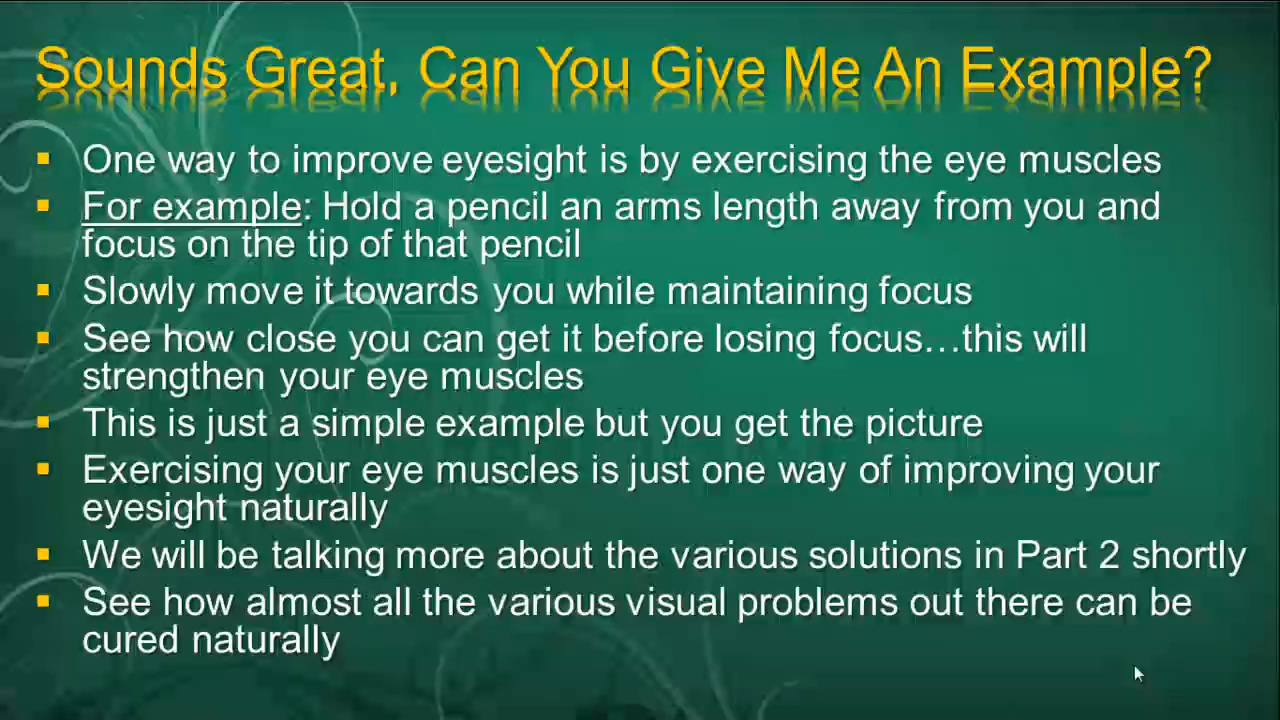 Sounds Great, Can You Give Me An Example?
▪ One way to improve eyesight is by exercising the eye muscles
▪ For example: Hold a pencil an arms length away from you and
focus on the tip of that pencil
▪ Slowly move it towards you while maintaining focus
▪ See how close you can get it before losing focus…this will
strengthen your eye muscles
▪ This is just a simple example but you get the picture
▪ Exercising your eye muscles is just one way of improving your
eyesight naturally
▪ We will be talking more about the various solutions in Part 2 shortly
▪ See how almost all the various visual problems out there can be
cured naturally